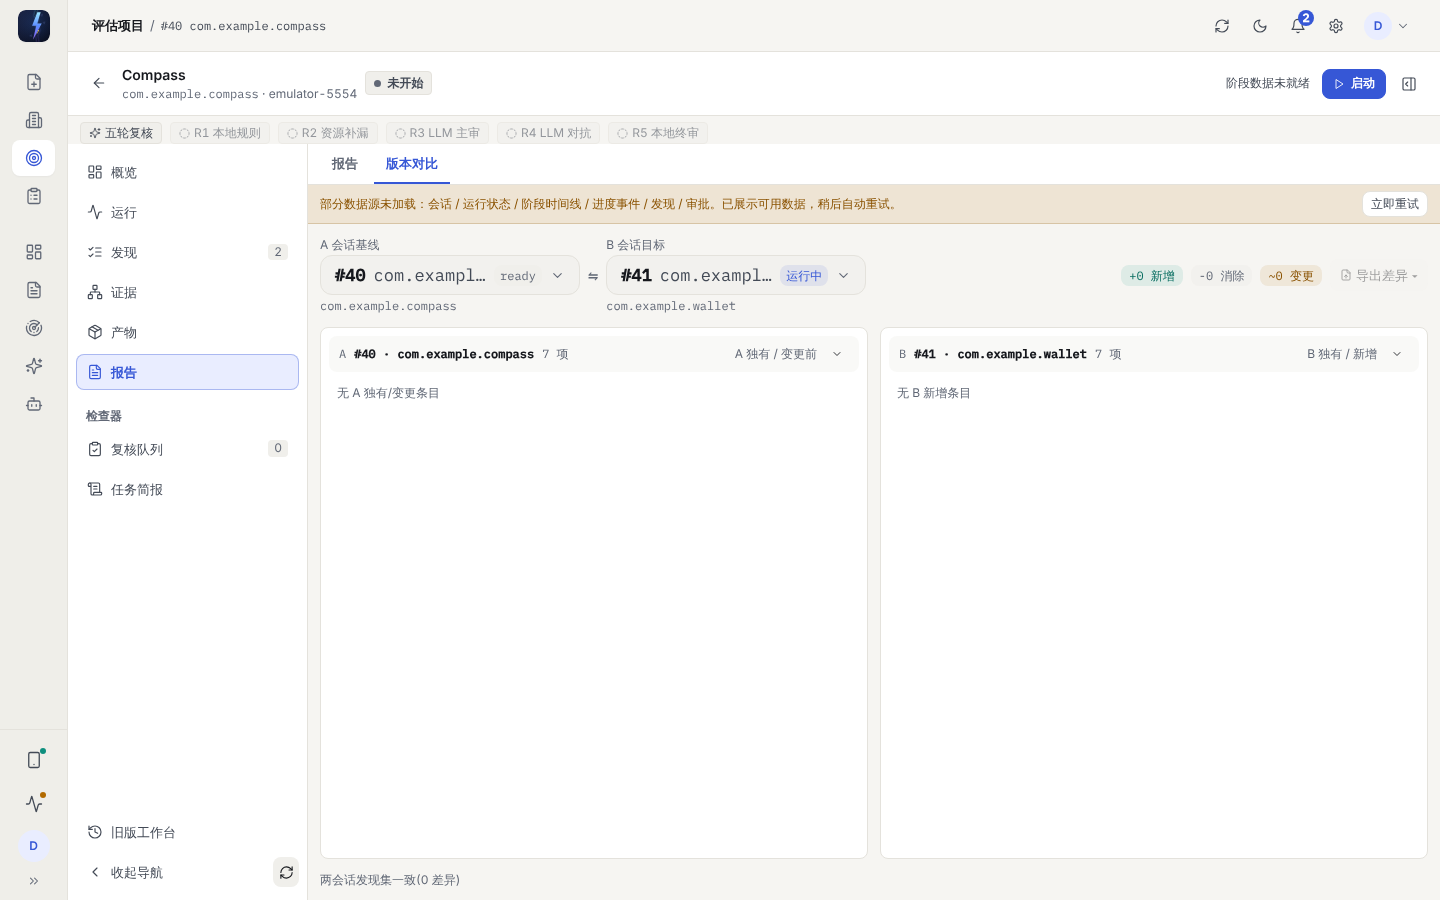 评估项目 / #40 com.example.compass
2
D
Compass
com.example.compass · emulator-5554
未开始
阶段数据未就绪
启动
五轮复核
R1 本地规则
R2 资源补漏
R3 LLM 主审
R4 LLM 对抗
R5 本地终审
概览
运行
发现 2
证据
产物
报告
检查器
复核队列 0
任务简报
旧版工作台
收起导航
D
报告 版本对比
部分数据源未加载：会话 / 运行状态 / 阶段时间线 / 进度事件 / 发现 / 审批。已展示可用数据，稍后自动重试。
立即重试
A 会话基线
#40 com.exampl… ready
com.example.compass
⇋
B 会话目标
#41 com.exampl… 运行中
com.example.wallet
+0 新增
-0 消除
~0 变更
导出差异
A #40 · com.example.compass 7 项
A 独有 / 变更前
无 A 独有/变更条目
B #41 · com.example.wallet 7 项
B 独有 / 新增
无 B 新增条目
两会话发现集一致(0 差异)